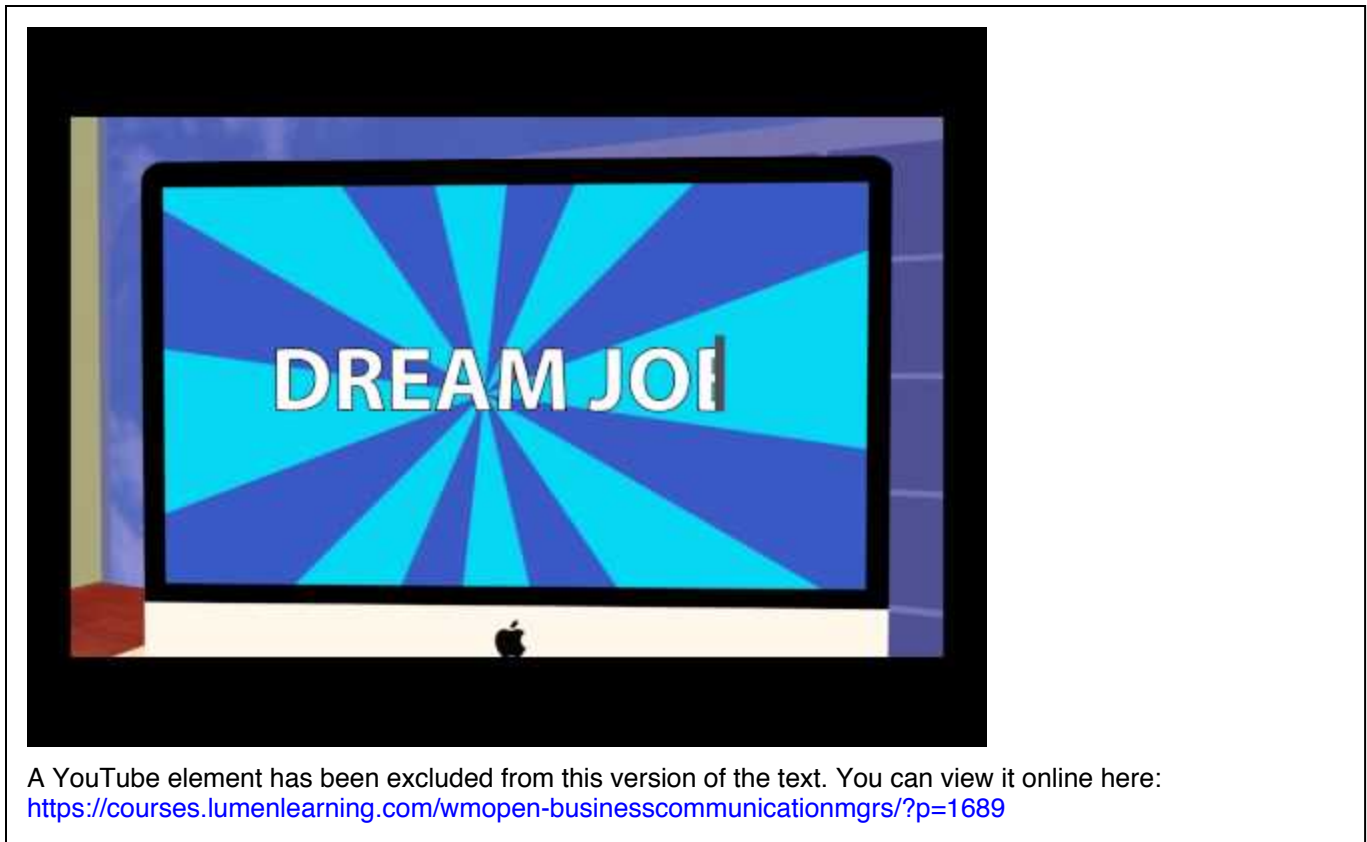 DREAM JOB
A YouTube element has been excluded from this version of the text. You can view it online here:
https://courses.lumenlearning.com/wmopen-businesscommunicationmgrs/?p=1689